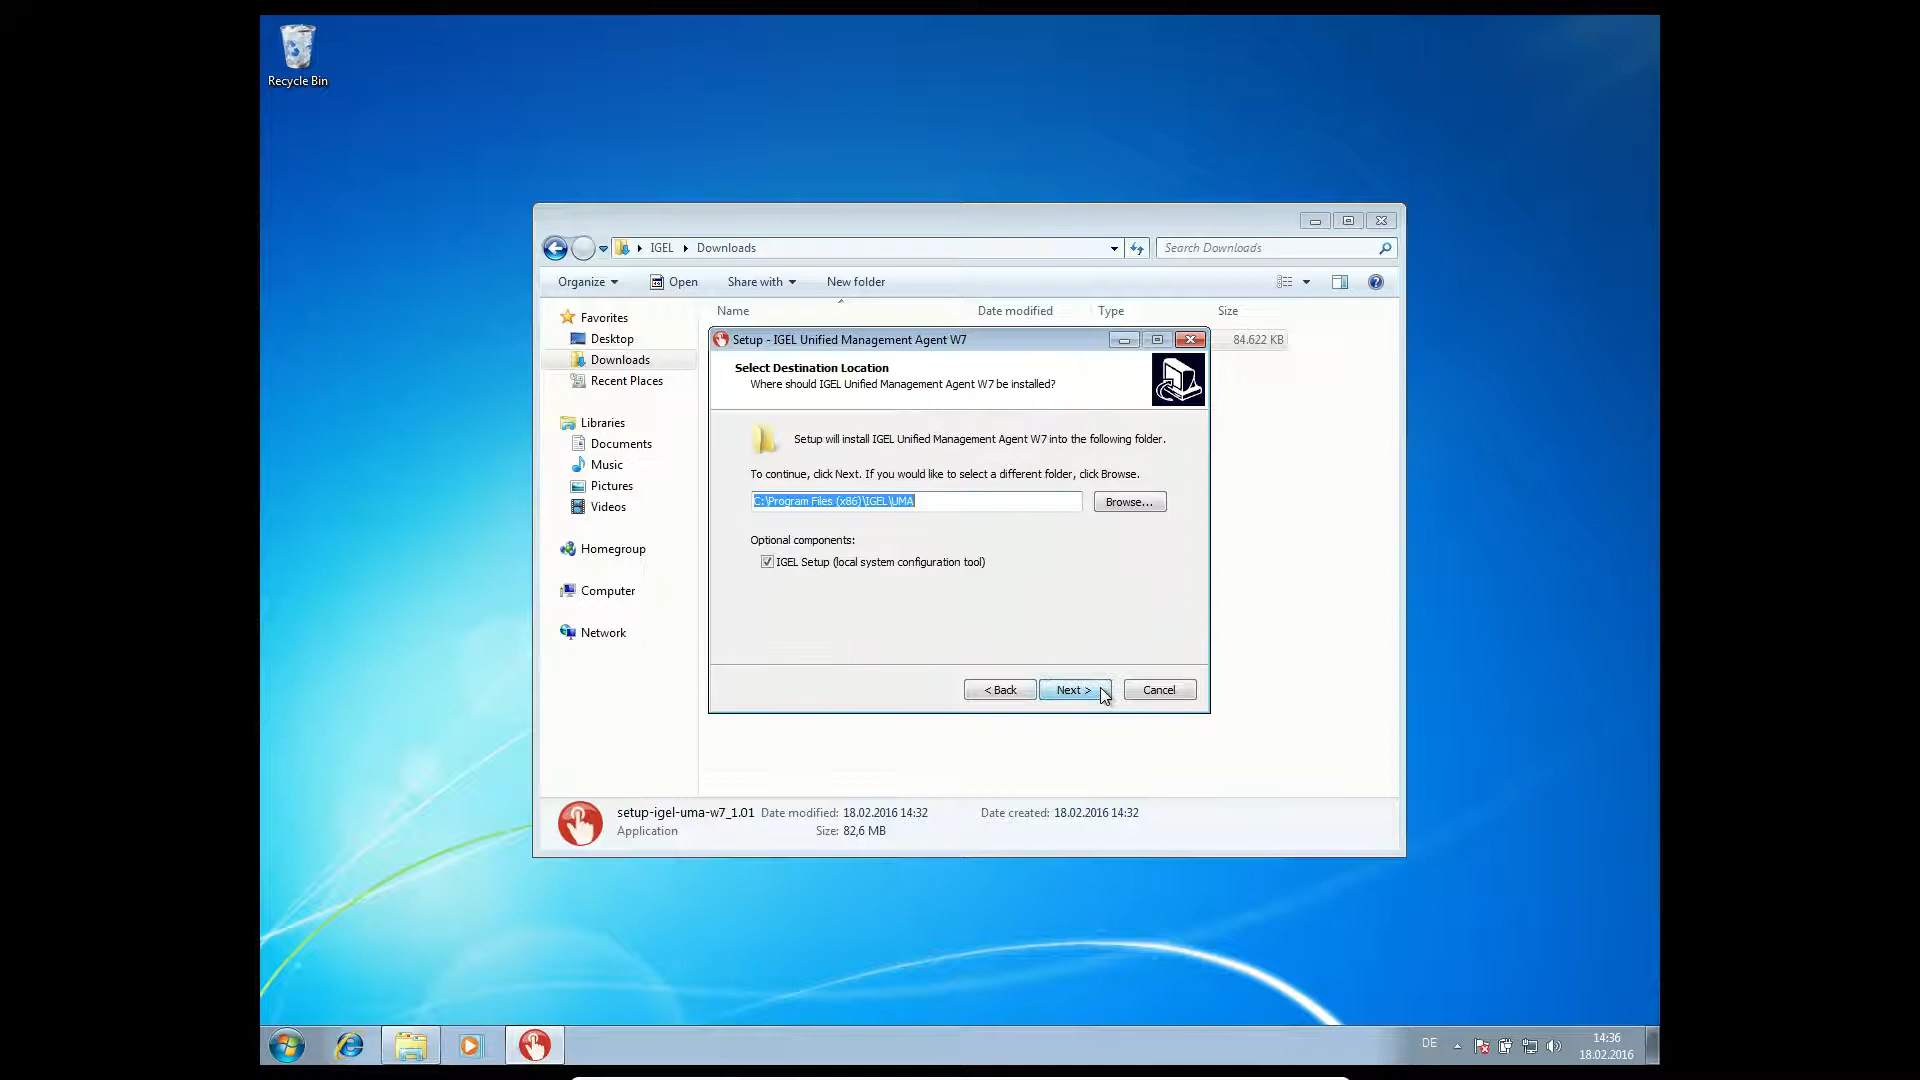 Recycle Bin
IGEL Downloads
Search Downloads
Organize Open Share with New folder
Name Date modified Type Size
84.622 KB
Favorites
Desktop
Downloads
Recent Places
Libraries
Documents
Music
Pictures
Videos
Homegroup
Computer
Network
Setup - IGEL Unified Management Agent W7
Select Destination Location
Where should IGEL Unified Management Agent W7 be installed?
Setup will install IGEL Unified Management Agent W7 into the following folder.
To continue, click Next. If you would like to select a different folder, click Browse.
C:\Program Files (x86)\IGEL\UMA
Browse...
Optional components:
IGEL Setup (local system configuration tool)
< Back Next > Cancel
setup-igel-uma-w7_1.01 Date modified: 18.02.2016 14:32 Date created: 18.02.2016 14:32
Application Size: 82,6 MB
DE
14:36
18.02.2016